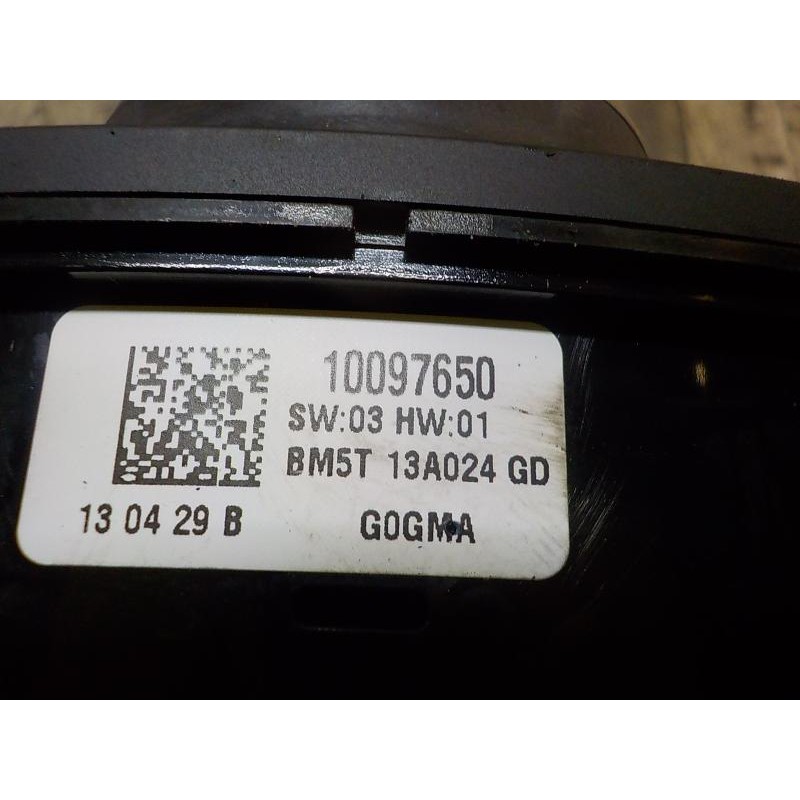 10097650
SW:03 HW:01
BM5T 13A024 GD
13 04 29 B
G0GMA